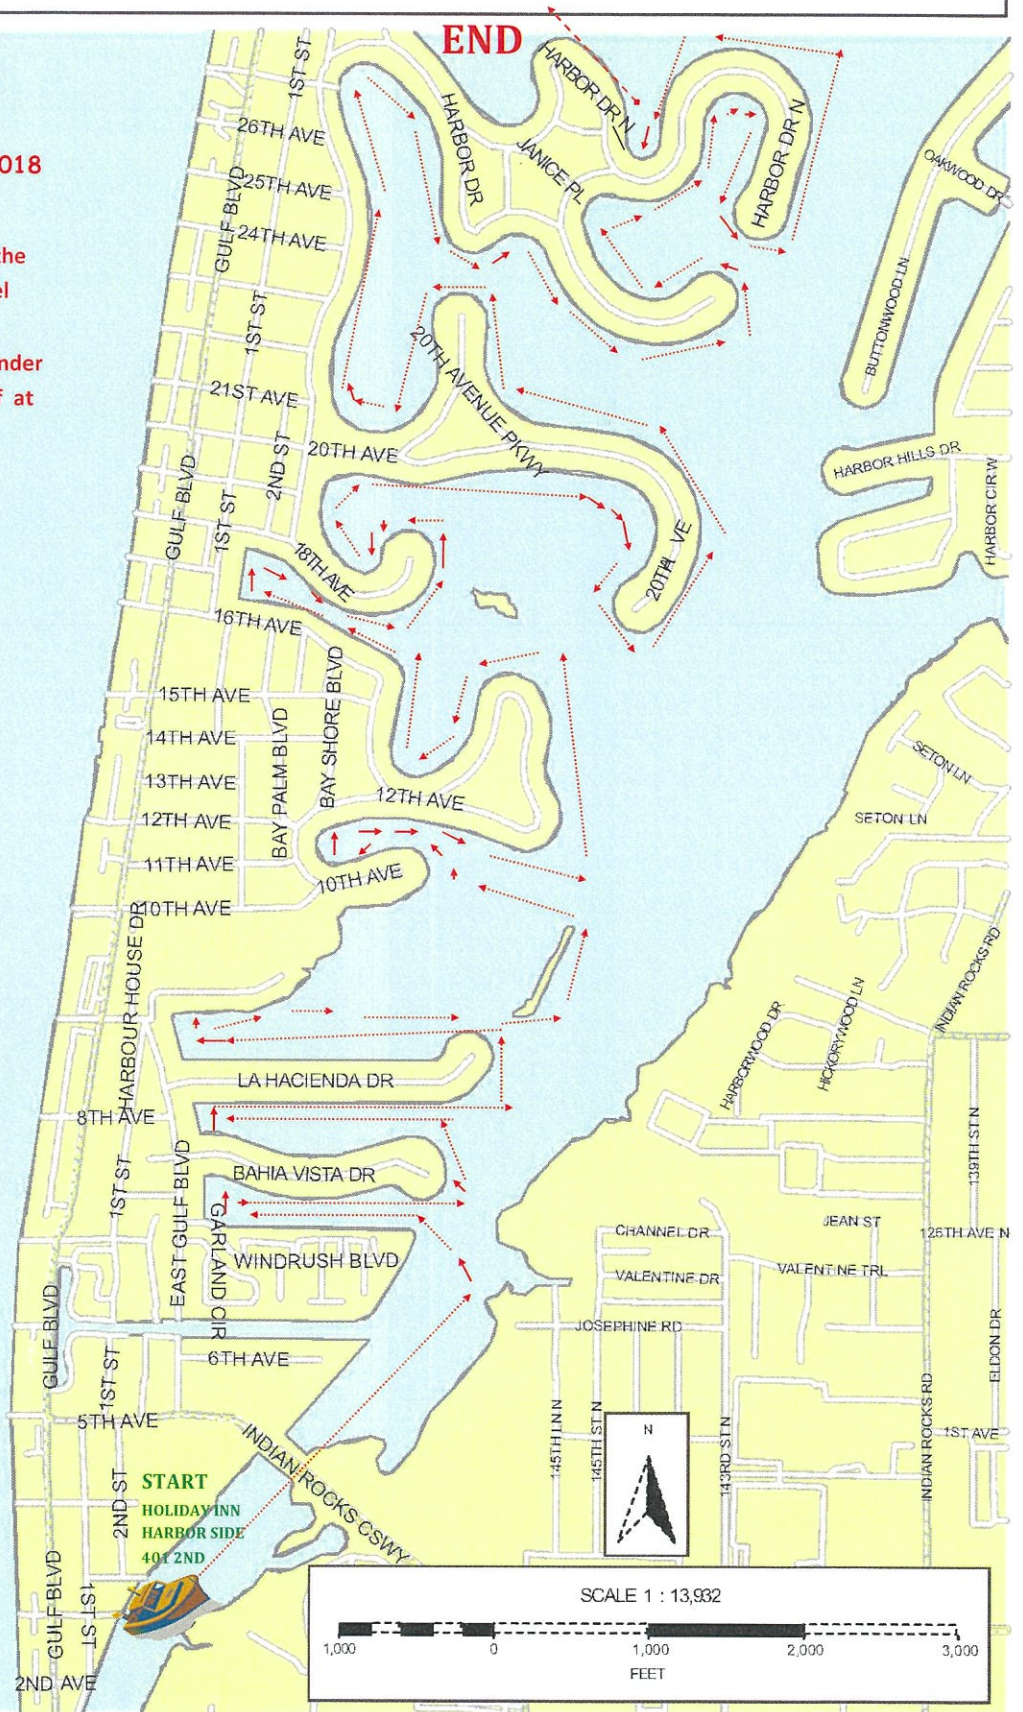 END
018
the
el
nder
f at
1ST ST
26TH AVE
25TH AVE
24TH AVE
GULF BLVD
1ST ST
21ST AVE
20TH AVE
2ND ST
GULF BLVD
1ST ST
HARBOR DR
HARBOR DR N
JANICE PL
HARBOR DR N
OAKWOOD DR
BUTTONWOOD LN
20TH AVENUE PKWY
HARBOR HILLS DR
HARBOR CIR W
18TH AVE
16TH AVE
15TH AVE
14TH AVE
13TH AVE
12TH AVE
11TH AVE
10TH AVE
BAY PALM BLVD
BAY SHORE BLVD
12TH AVE
10TH AVE
SETON LN
SETON LN
HARBOUR HOUSE DR
HARBORWOOD DR
HICKORYWOOD LN
INDIAN ROCKS RD
LA HACIENDA DR
8TH AVE
1ST ST
EAST GULF BLVD
BAHIA VISTA DR
GARLAND CIR
WINDRUSH BLVD
139TH ST N
CHANNEL DR
JEAN ST
126TH AVE N
VALENTINE DR
VALENTINE TRL
JOSEPHINE RD
GULF BLVD
6TH AVE
1ST ST
5TH AVE
INDIAN ROCKS CSWY
145TH LN N
145TH ST N
143RD ST N
INDIAN ROCKS RD
ELDON DR
1ST AVE
N
START
HOLIDAY INN
HARBOR SIDE
401 2ND
2ND ST
GULF BLVD
1ST ST
2ND AVE
SCALE 1 : 13,932
1,000 0 1,000 2,000 3,000
FEET